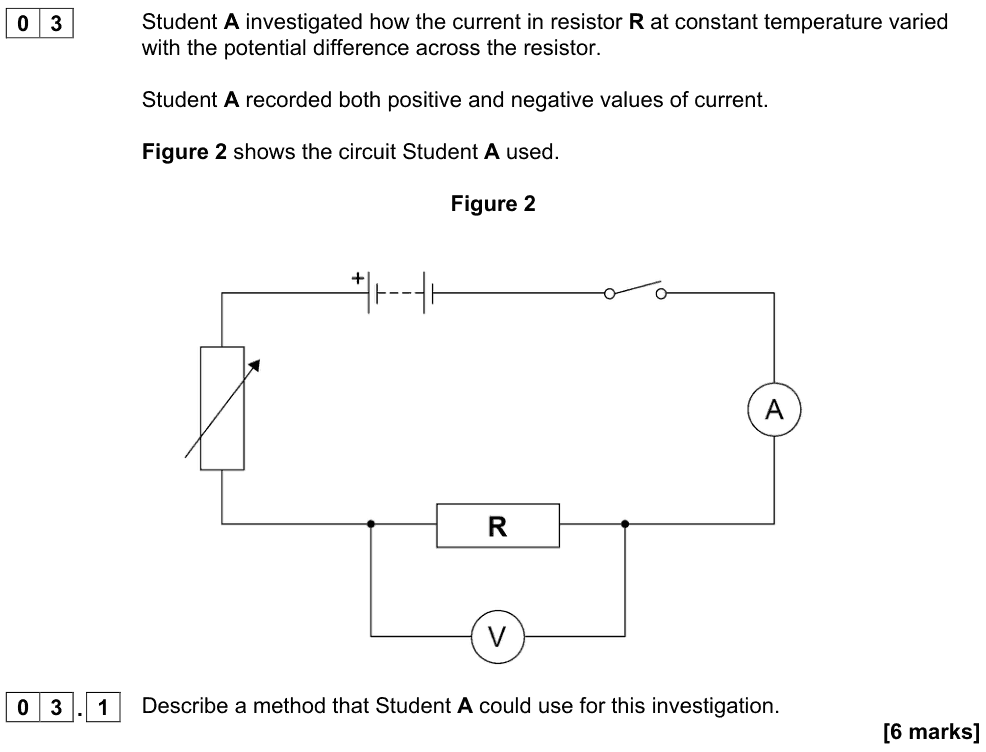 0 3 Student A investigated how the current in resistor R at constant temperature varied
with the potential difference across the resistor.
Student A recorded both positive and negative values of current.
Figure 2 shows the circuit Student A used.
Figure 2
+
A
R
V
0 3 . 1 Describe a method that Student A could use for this investigation.
[6 marks]